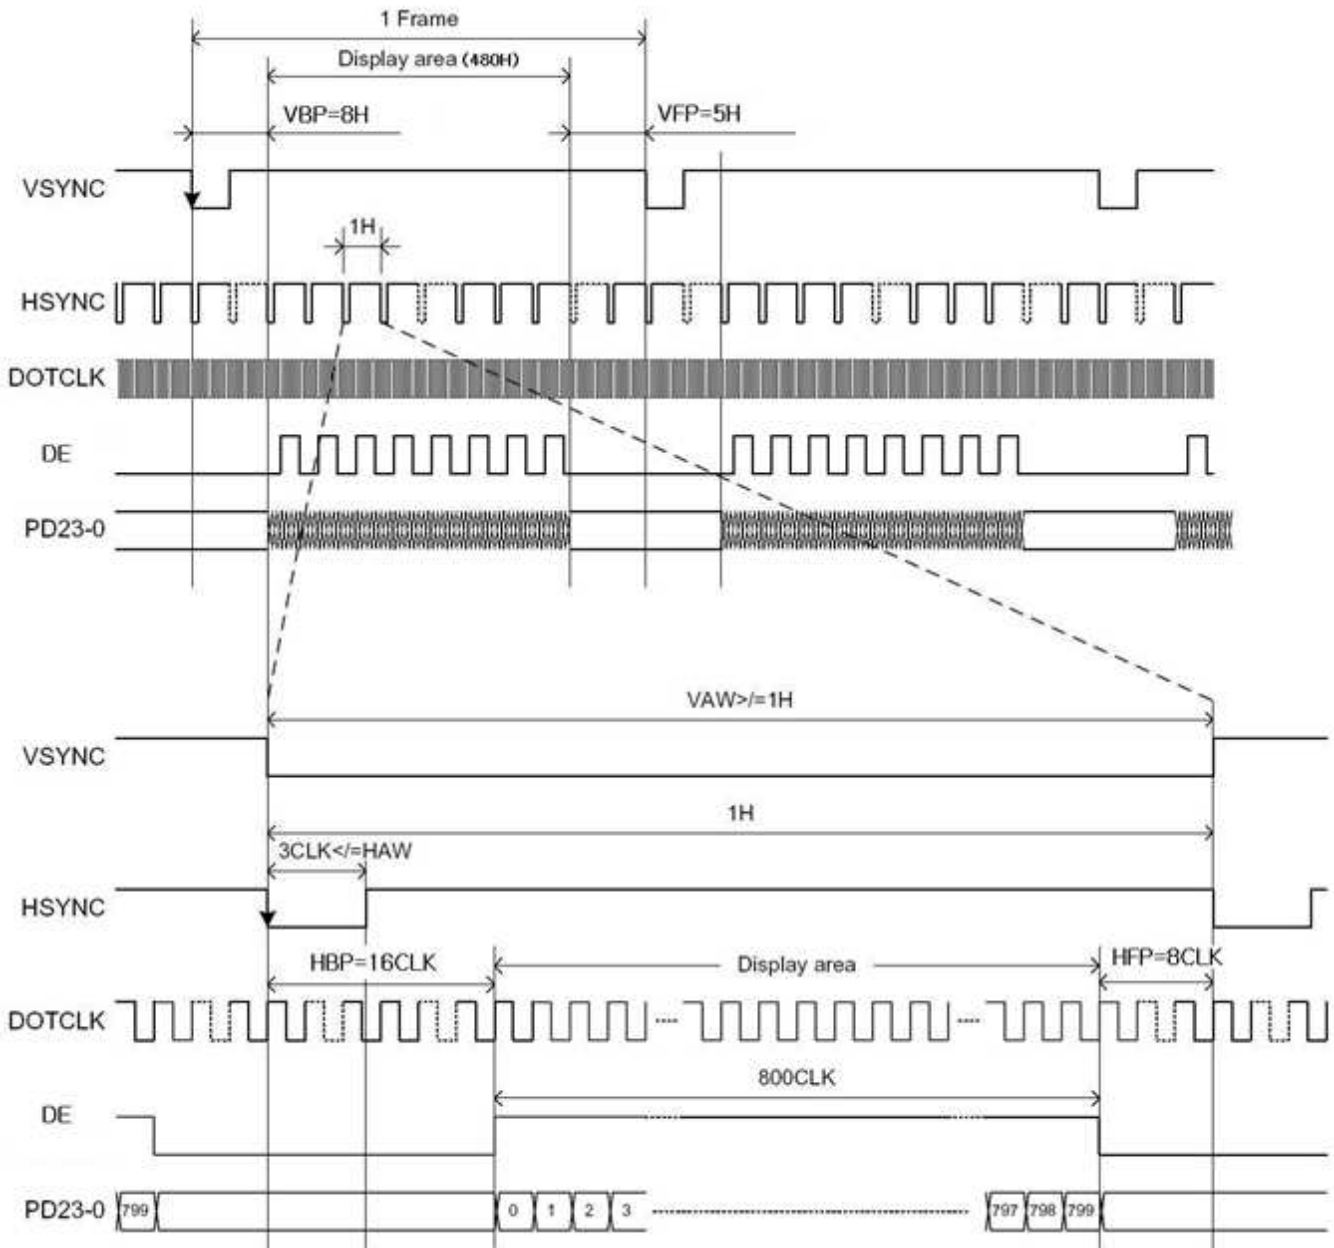 1 Frame
Display area (480H)
VBP=8H
VFP=5H
VSYNC
1H
HSYNC
DOTCLK
DE
PD23-0
VAW>/=1H
VSYNC
1H
3CLK</=HAW
HSYNC
HBP=16CLK
Display area
HFP=8CLK
DOTCLK
800CLK
DE
PD23-0 799 0 1 2 3 797 798 799